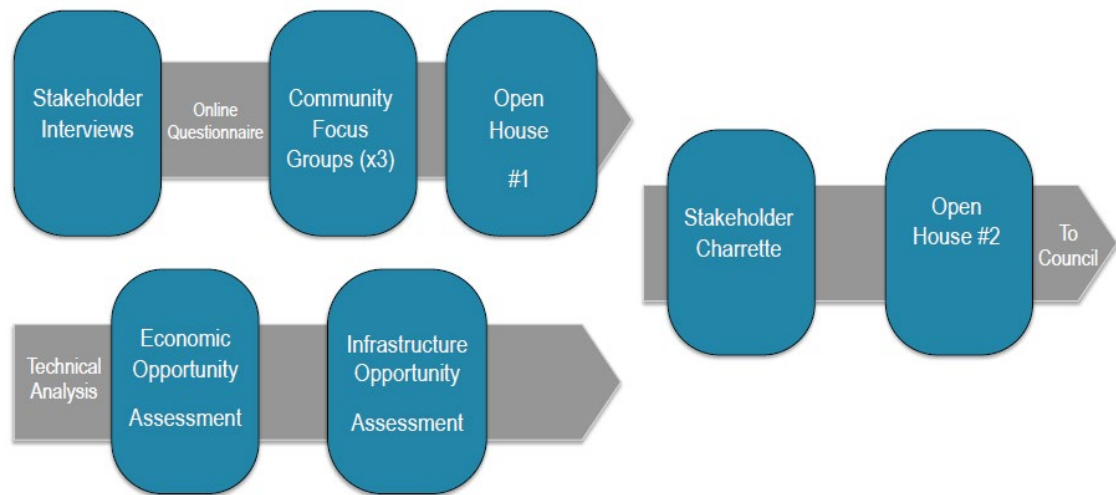 Stakeholder
Interviews
Online
Questionnaire
Community
Focus
Groups (x3)
Open
House
#1
Technical
Analysis
Economic
Opportunity
Assessment
Infrastructure
Opportunity
Assessment
Stakeholder
Charrette
Open
House #2
To
Council